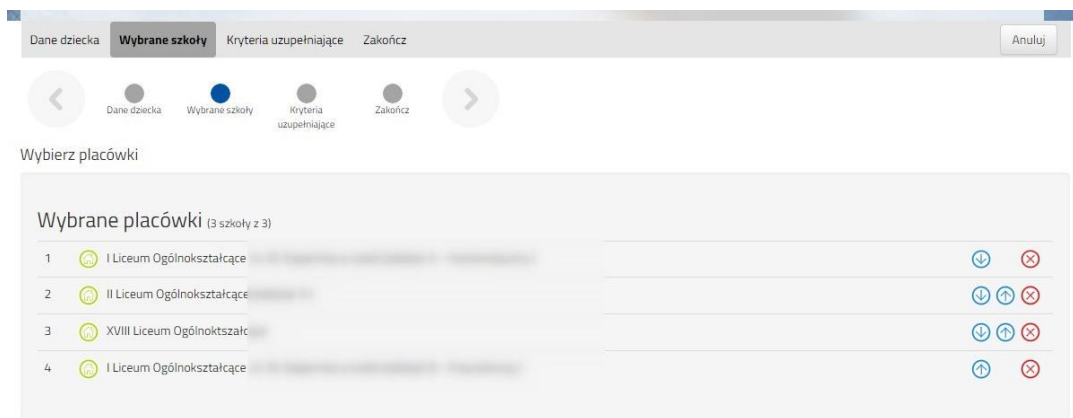 Dane dziecka Wybrane szkoły Kryteria uzupełniające Zakończ Anuluj
Dane dziecka Wybrane szkoły Kryteria uzupełniające Zakończ
Wybierz placówki
Wybrane placówki (3 szkoły z 3)
1 I Liceum Ogólnokształcące
2 II Liceum Ogólnokształcące
3 XVIII Liceum Ogólnoktszałc
4 I Liceum Ogólnokształcące